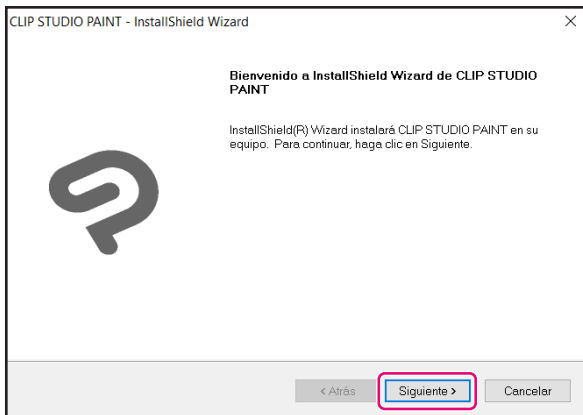 CLIP STUDIO PAINT - InstallShield Wizard
Bienvenido a InstallShield Wizard de CLIP STUDIO
PAINT
InstallShield(R) Wizard instalará CLIP STUDIO PAINT en su
equipo. Para continuar, haga clic en Siguiente.
< Atrás Siguiente > Cancelar